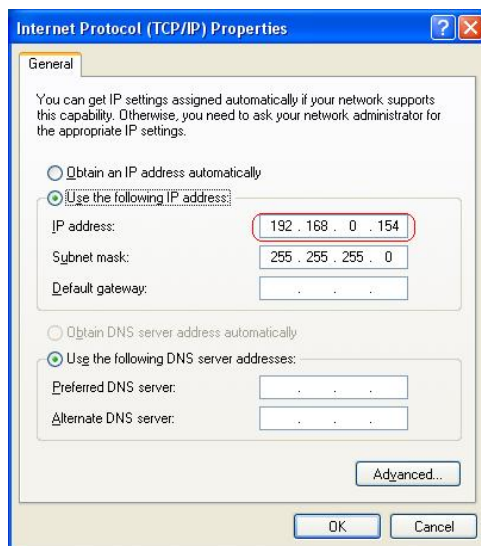 Internet Protocol (TCP/IP) Properties
General
You can get IP settings assigned automatically if your network supports
this capability. Otherwise, you need to ask your network administrator for
the appropriate IP settings.
Obtain an IP address automatically
Use the following IP address:
IP address: 192 . 168 . 0 . 154
Subnet mask: 255 . 255 . 255 . 0
Default gateway: . . .
Obtain DNS server address automatically
Use the following DNS server addresses:
Preferred DNS server: . . .
Alternate DNS server: . . .
Advanced...
OK Cancel